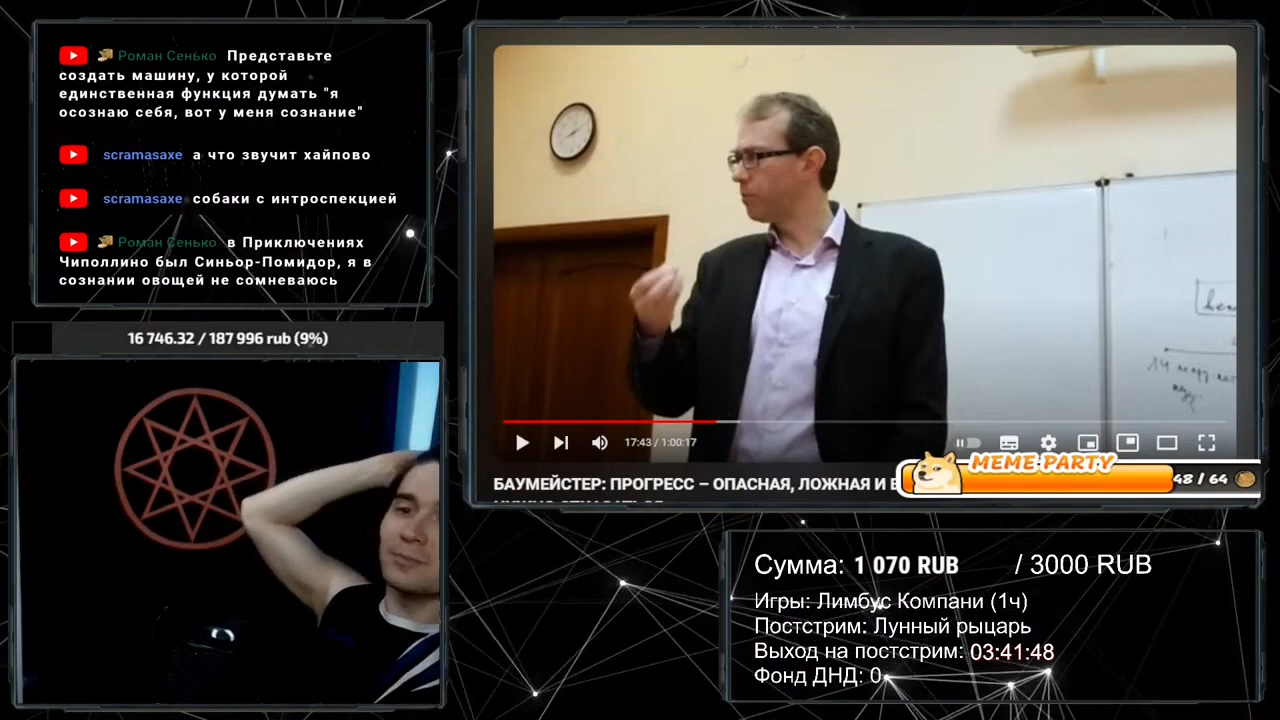 Роман Сенько Представьте
создать машину, у которой
единственная функция думать "я
осознаю себя, вот у меня сознание"
scramasaxe а что звучит хайпово
scramasaxe собаки с интроспекцией
Роман Сенько в Приключениях
Чиполлино был Синьор-Помидор, я в
сознании овощей не сомневаюсь
16 746.32 / 187 996 rub (9%)
17:43 / 1:00:17
БАУМЕЙСТЕР: ПРОГРЕСС – ОПАСНАЯ, ЛОЖНАЯ И
MEME PARTY
48 / 64
Сумма: 1 070 RUB / 3000 RUB
Игры: Лимбус Компани (1ч)
Постстрим: Лунный рыцарь
Выход на постстрим: 03:41:48
Фонд ДНД: 0